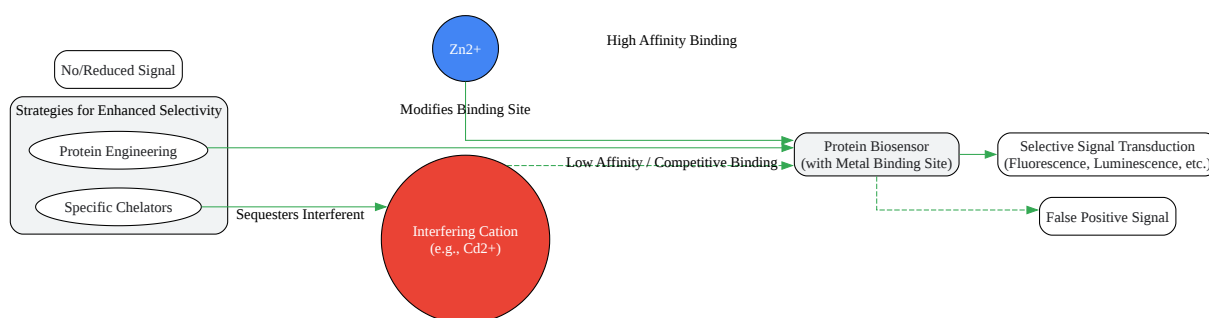 Zn2+
High Affinity Binding
No/Reduced Signal
Strategies for Enhanced Selectivity
Modifies Binding Site
Protein Engineering
Low Affinity / Competitive Binding
Protein Biosensor
(with Metal Binding Site)
Selective Signal Transduction
(Fluorescence, Luminescence, etc.)
Specific Chelators
Sequesters Interferent
Interfering Cation
(e.g., Cd2+)
False Positive Signal